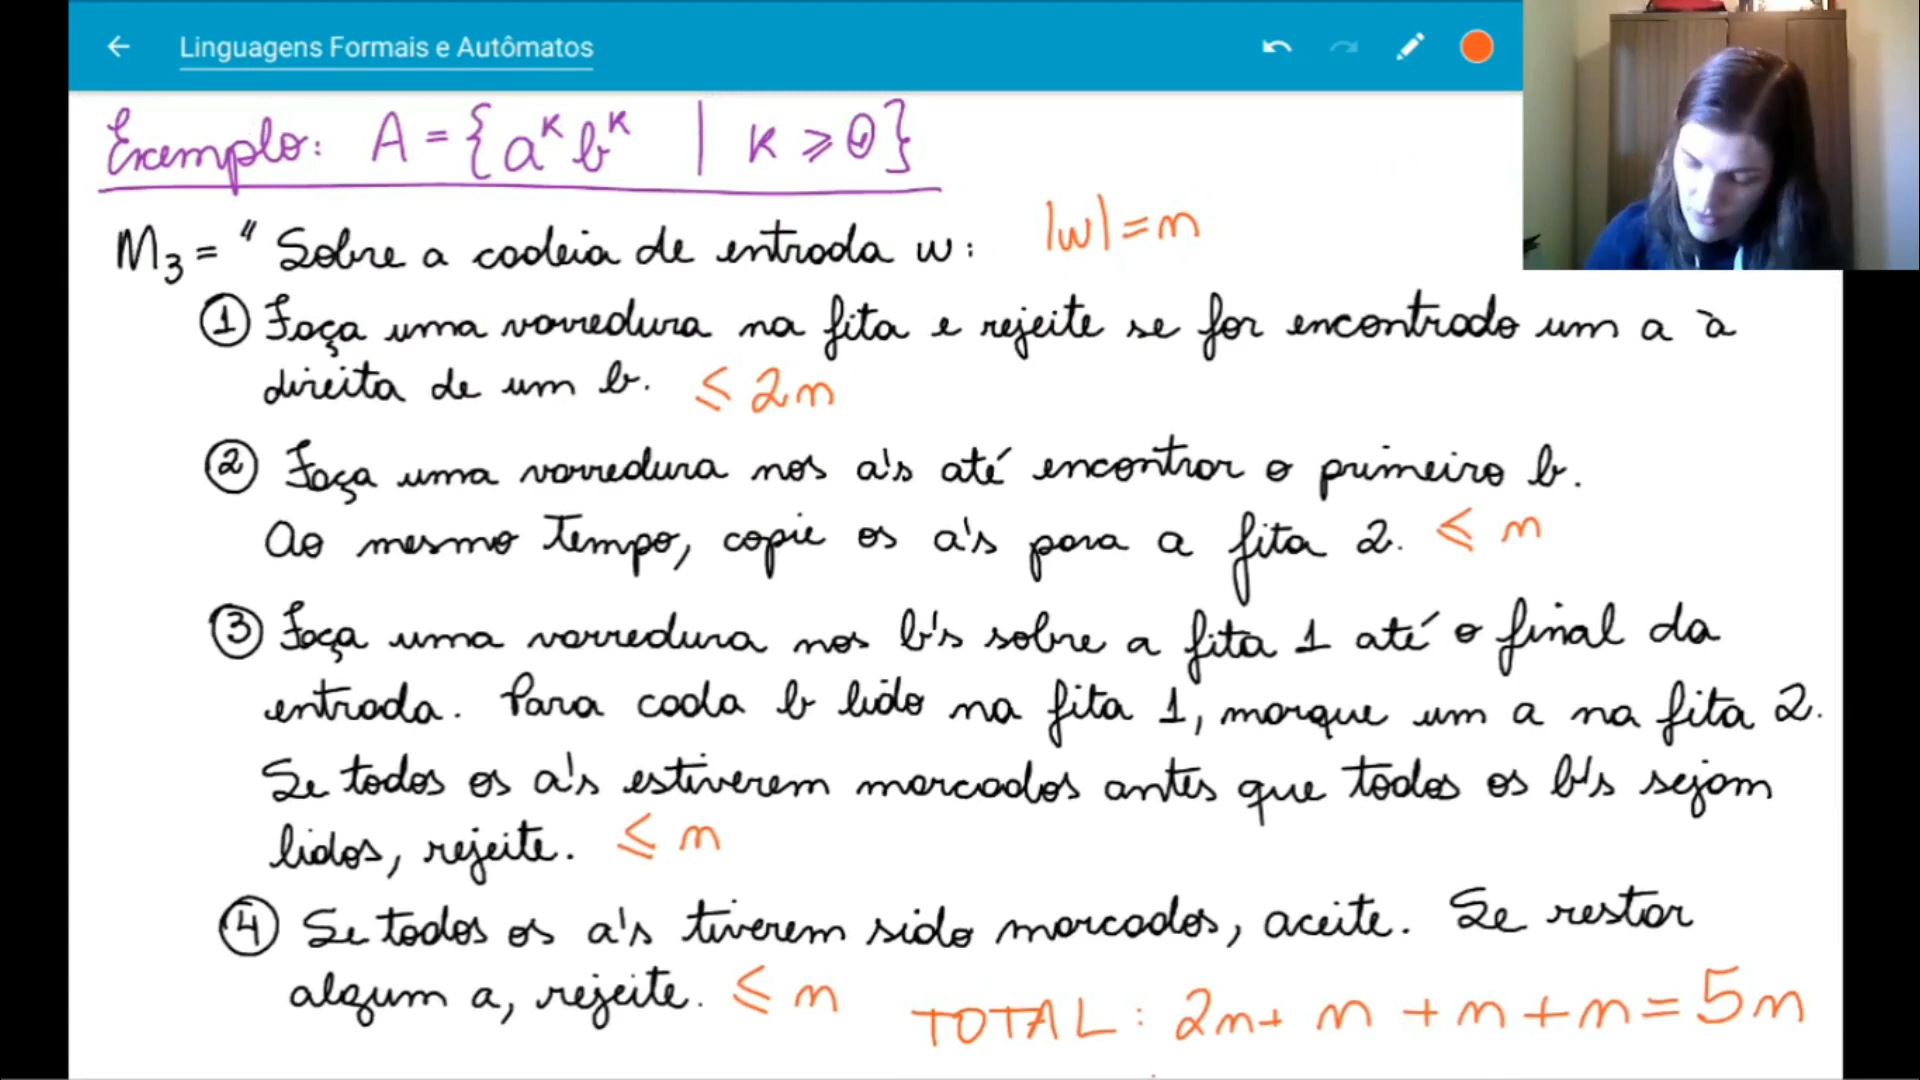 Linguagens Formais e Autômatos
Exemplo: A = {a^k b^k | k ⩾ 0}
M₃ = " Sobre a cadeia de entrada w: |w| = n
① Faça uma varredura na fita e rejeite se for encontrado um a à
direita de um b. ⩽ 2n
② Faça uma varredura nos a's até encontrar o primeiro b.
Ao mesmo tempo, copie os a's para a fita 2. ⩽ n
③ Faça uma varredura nos b's sobre a fita 1 até o final da
entrada. Para cada b lido na fita 1, marque um a na fita 2.
Se todos os a's estiverem marcados antes que todos os b's sejam
lidos, rejeite. ⩽ n
④ Se todos os a's tiverem sido marcados, aceite. Se restar
algum a, rejeite. ⩽ n
TOTAL: 2n + n + n + n = 5n